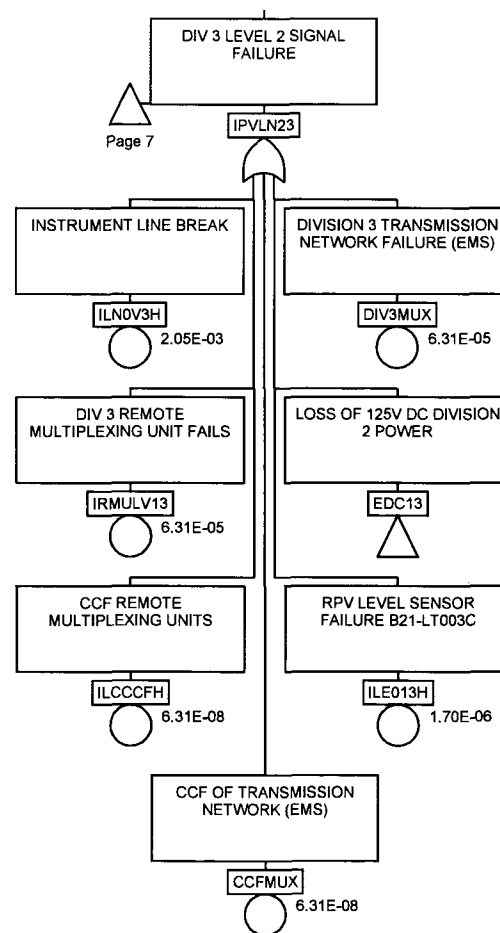 DIV 3 LEVEL 2 SIGNAL
FAILURE
Page 7
IPVLN23
INSTRUMENT LINE BREAK
ILN0V3H
2.05E-03
DIVISION 3 TRANSMISSION
NETWORK FAILURE (EMS)
DIV3MUX
6.31E-05
DIV 3 REMOTE
MULTIPLEXING UNIT FAILS
IRMULV13
6.31E-05
LOSS OF 125V DC DIVISION
2 POWER
EDC13
CCF REMOTE
MULTIPLEXING UNITS
ILCCCFH
6.31E-08
RPV LEVEL SENSOR
FAILURE B21-LT003C
ILE013H
1.70E-06
CCF OF TRANSMISSION
NETWORK (EMS)
CCFMUX
6.31E-08